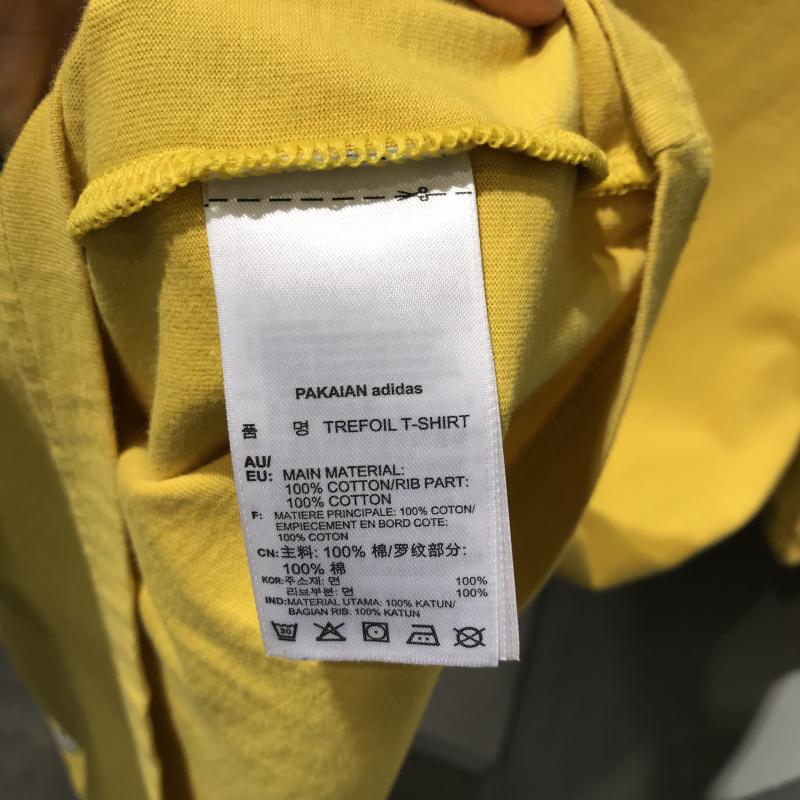 PAKAIAN adidas
품 명 TREFOIL T-SHIRT
AU/
EU: MAIN MATERIAL:
100% COTTON/RIB PART:
100% COTTON
F: MATIERE PRINCIPALE: 100% COTON/
EMPIECEMENT EN BORD COTE:
100% COTON
CN: 主料: 100% 棉/罗纹部分:
100% 棉
KOR: 주소재: 면 100%
리브부분: 면 100%
IND: MATERIAL UTAMA: 100% KATUN/
BAGIAN RIB: 100% KATUN
30